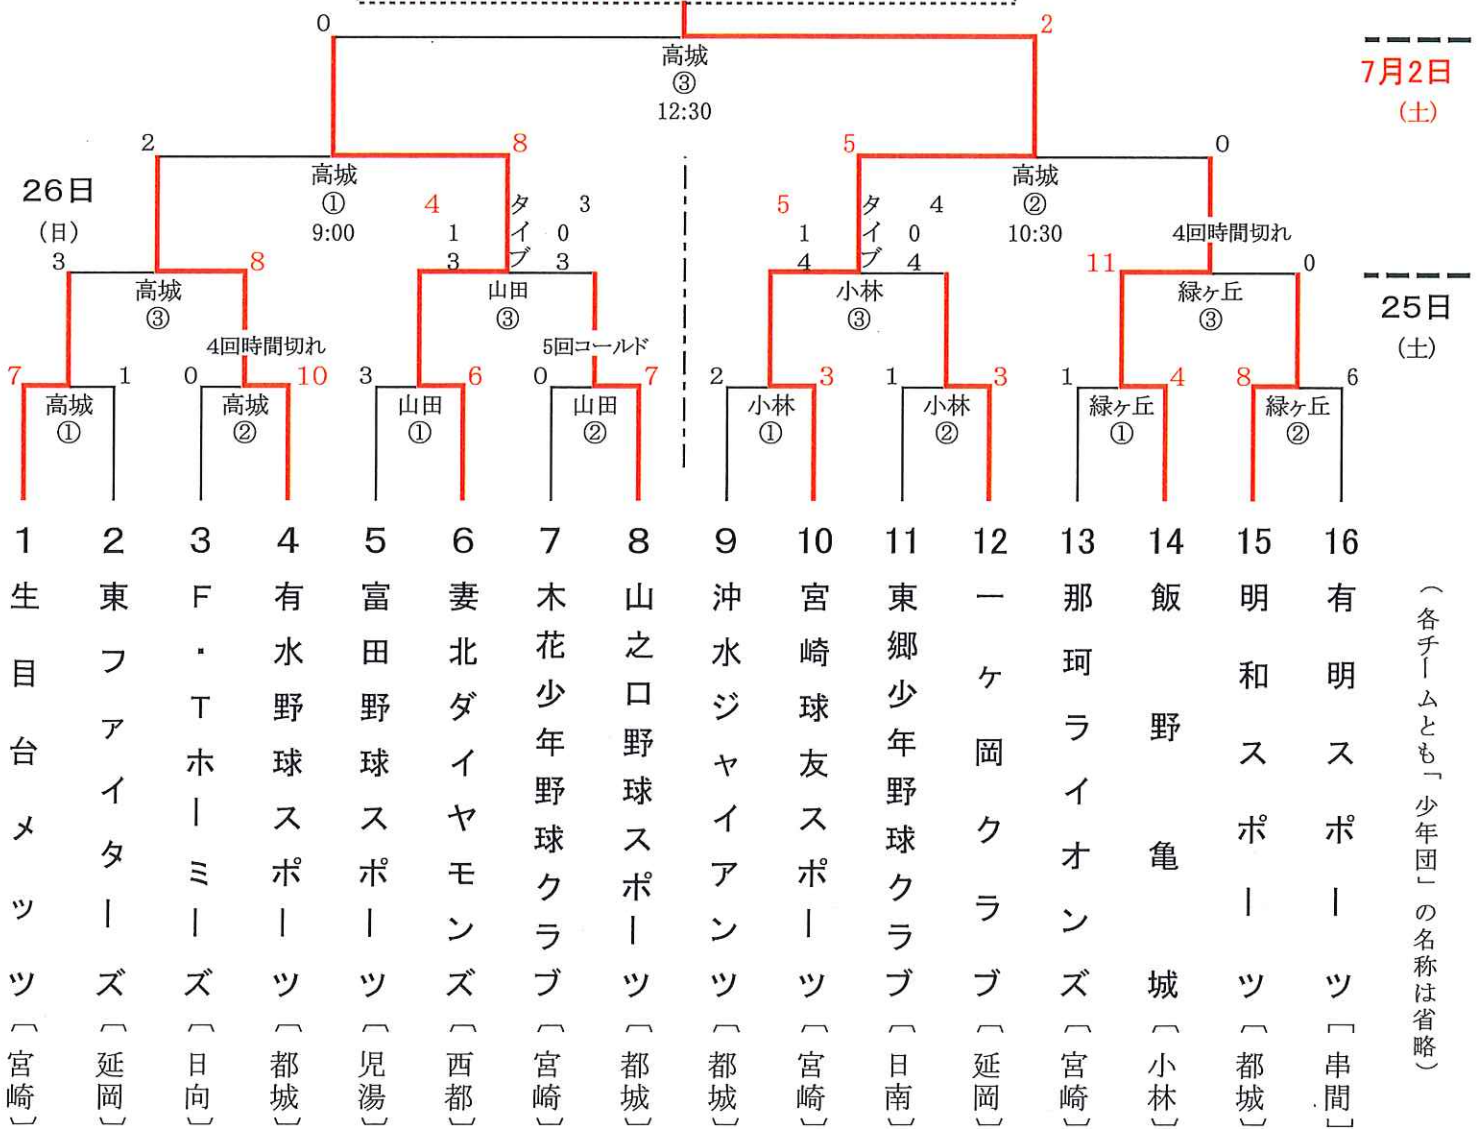 0
2
高城
③
12:30
7月2日
(土)
2
8
5
0
高城
①
9:00
高城
②
10:30
26日
(日)
4 タイブ 3
1 0
3 3
5 タイブ 4
1 0
4 4
4回時間切れ
3
8
11
0
高城
③
山田
③
小林
③
緑ヶ丘
③
25日
(土)
4回時間切れ
5回コールド
7
1
0
10
3
6
0
7
2
3
1
3
1
4
8
6
高城
①
高城
②
山田
①
山田
②
小林
①
小林
②
緑ヶ丘
①
緑ヶ丘
②
1 生目台メッツ〔宮崎〕
2 東ファイターズ〔延岡〕
3 F・Tホーミーズ〔日向〕
4 有水野球スポーツ〔都城〕
5 富田野球スポーツ〔児湯〕
6 妻北ダイヤモンズ〔西都〕
7 木花少年野球クラブ〔宮崎〕
8 山之口野球スポーツ〔都城〕
9 沖水ジャイアンツ〔都城〕
10 宮崎球友スポーツ〔宮崎〕
11 東郷少年野球クラブ〔日南〕
12 一ヶ岡クラブ〔延岡〕
13 那珂ライオンズ〔宮崎〕
14 飯野亀城〔小林〕
15 明和スポーツ〔都城〕
16 有明スポーツ［串間］
(各チームとも「少年団」の名称は省略)